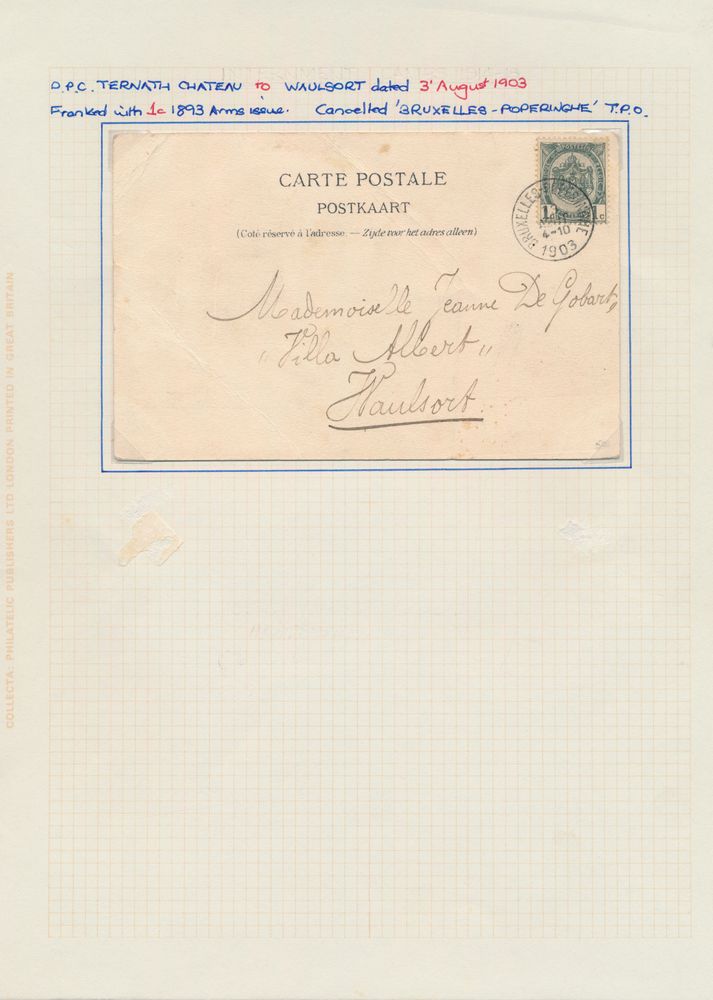 P.P.C. TERNATH CHATEAU to WAULSORT dated 3' August 1903
Franked with 1c 1893 Arms issue. Cancelled 'BRUXELLES - POPERINGHE' T.P.O.
CARTE POSTALE
POSTKAART
(Coté réservé à l'adresse. — Zijde voor het adres alleen)
BRUXELLES-POPERINGHE
4-10
1903
1c
Mademoiselle Jeanne De Gobart,
"Villa Albert"
Waulsort.
COLLECTA: PHILATELIC PUBLISHERS LTD LONDON PRINTED IN GREAT BRITAIN